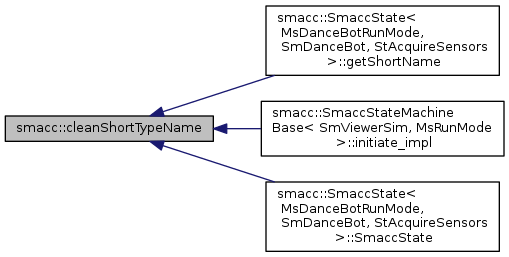 smacc::SmaccState<
MsDanceBotRunMode,
SmDanceBot, StAcquireSensors
>::getShortName
smacc::cleanShortTypeName
smacc::SmaccStateMachine
Base< SmViewerSim, MsRunMode
>::initiate_impl
smacc::SmaccState<
MsDanceBotRunMode,
SmDanceBot, StAcquireSensors
>::SmaccState